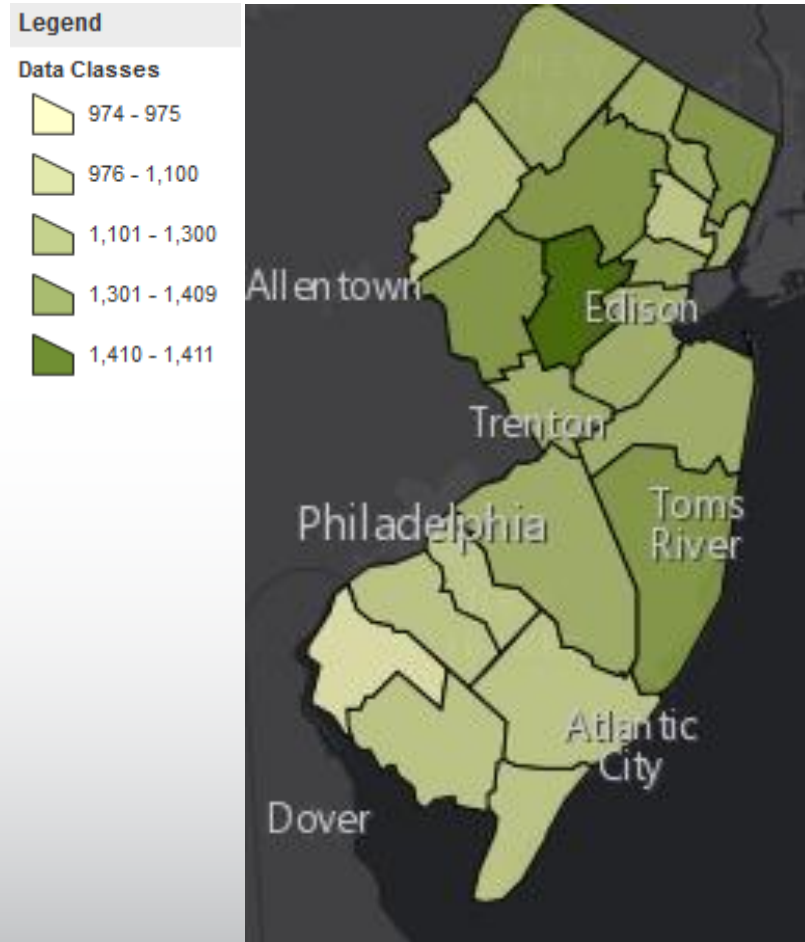 Legend
Data Classes
974 - 975
976 - 1,100
1,101 - 1,300
1,301 - 1,409
1,410 - 1,411
Allentown
Edison
Trenton
Philadelphia
Toms
River
Atlantic
City
Dover